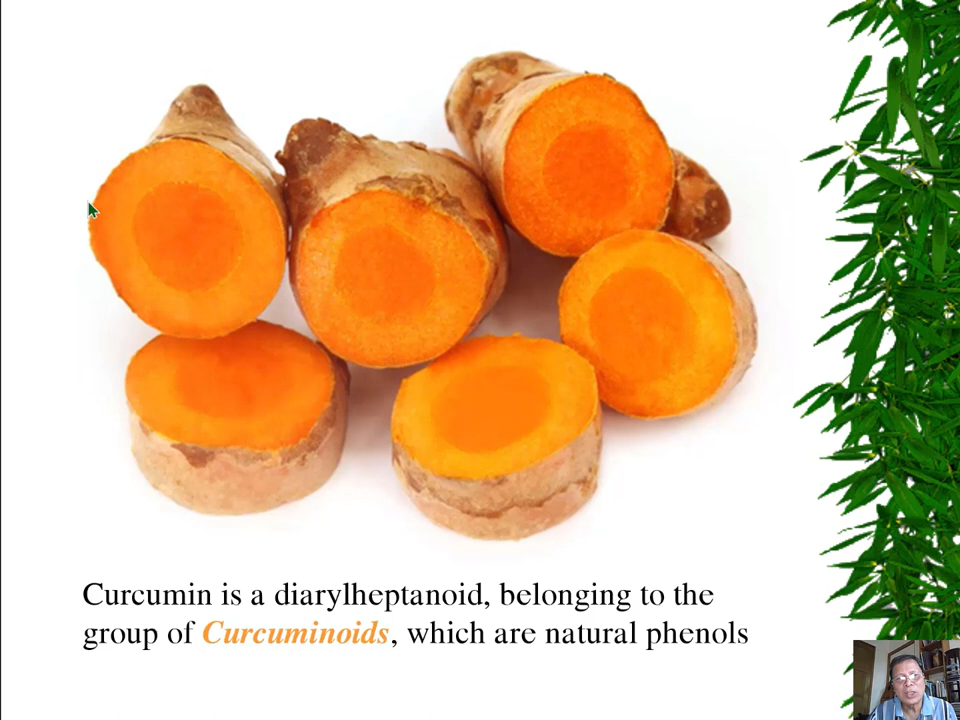 Curcumin is a diarylheptanoid, belonging to the
group of Curcuminoids, which are natural phenols